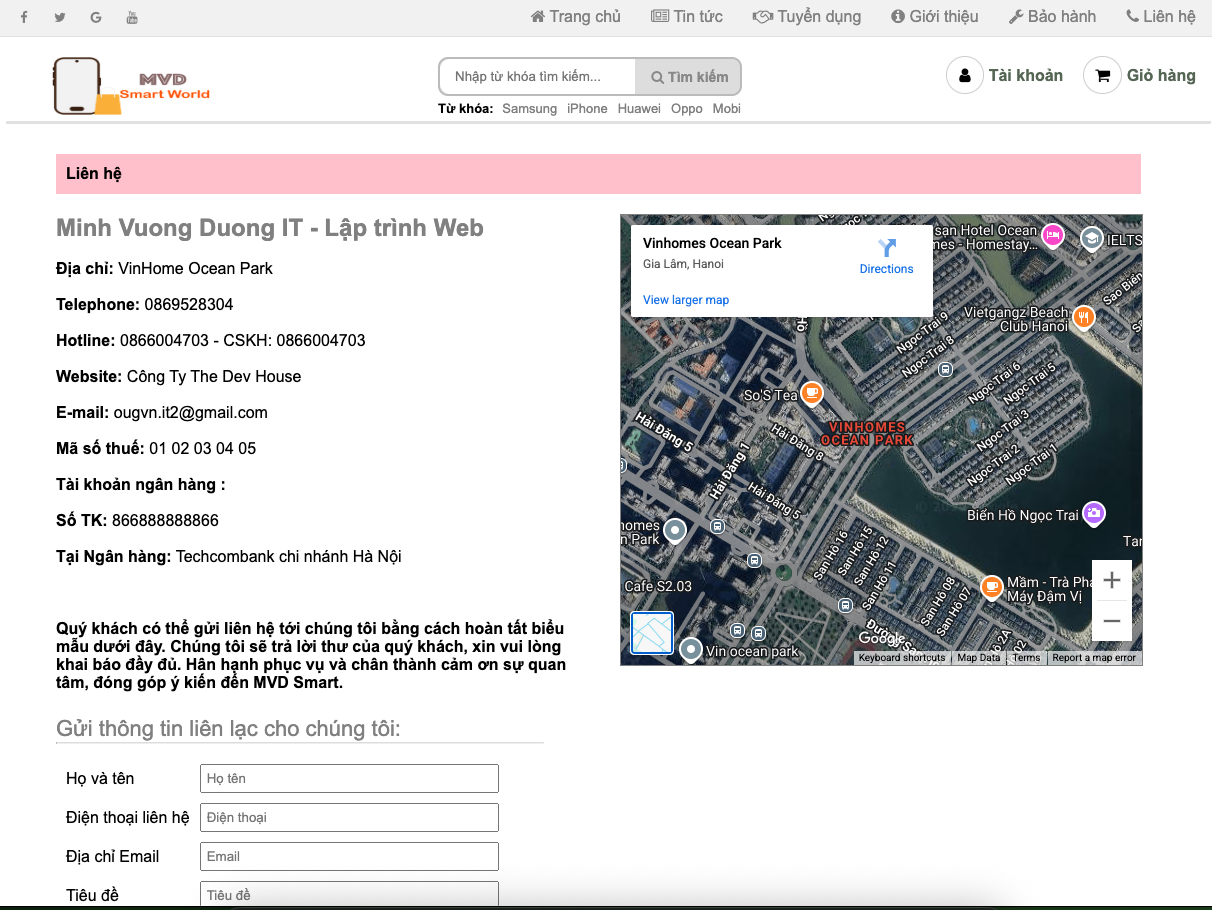 Trang chủ Tin tức Tuyển dụng Giới thiệu Bảo hành Liên hệ
MVD
Smart World
Nhập từ khóa tìm kiếm...
Tìm kiếm
Tài khoản
Giỏ hàng
Từ khóa: Samsung iPhone Huawei Oppo Mobi
Liên hệ
Minh Vuong Duong IT - Lập trình Web
Địa chỉ: VinHome Ocean Park
Telephone: 0869528304
Hotline: 0866004703 - CSKH: 0866004703
Website: Công Ty The Dev House
E-mail: ougvn.it2@gmail.com
Mã số thuế: 01 02 03 04 05
Tài khoản ngân hàng :
Số TK: 866888888866
Tại Ngân hàng: Techcombank chi nhánh Hà Nội
Quý khách có thể gửi liên hệ tới chúng tôi bằng cách hoàn tất biểu
mẫu dưới đây. Chúng tôi sẽ trả lời thư của quý khách, xin vui lòng
khai báo đầy đủ. Hân hạnh phục vụ và chân thành cảm ơn sự quan
tâm, đóng góp ý kiến đến MVD Smart.
Gửi thông tin liên lạc cho chúng tôi:
Họ và tên
Họ tên
Điện thoại liên hệ
Điện thoại
Địa chỉ Email
Email
Tiêu đề
Tiêu đề
Vinhomes Ocean Park
Gia Lâm, Hanoi
Directions
View larger map
san Hotel Ocean
nes - Homestay...
IELTS
Sao Biển
Vietgangz Beach
Club Hanoi
Ngọc Trai 9
Ngọc Trai 8
Ngọc Trai 6
Ngọc Trai 5
So'S Tea
VINHOMES
OCEAN PARK
Ngọc Trai 3
Ngọc Trai 2
Ngọc Trai 1
Hải Đăng 5
Hải Đăng 8
Hải Đăng 1
Hải Đăng 5
Biển Hồ Ngọc Trai
homes
n Park
San Hô 16
San Hô 15
San Hô 12
San Hô 11
San Hô 08
San Hô 07
Cafe S2.03
Mầm - Trà Pha
Máy Đậm Vị
Vin ocean park
Google
Keyboard shortcuts
Map Data
Terms
Report a map error